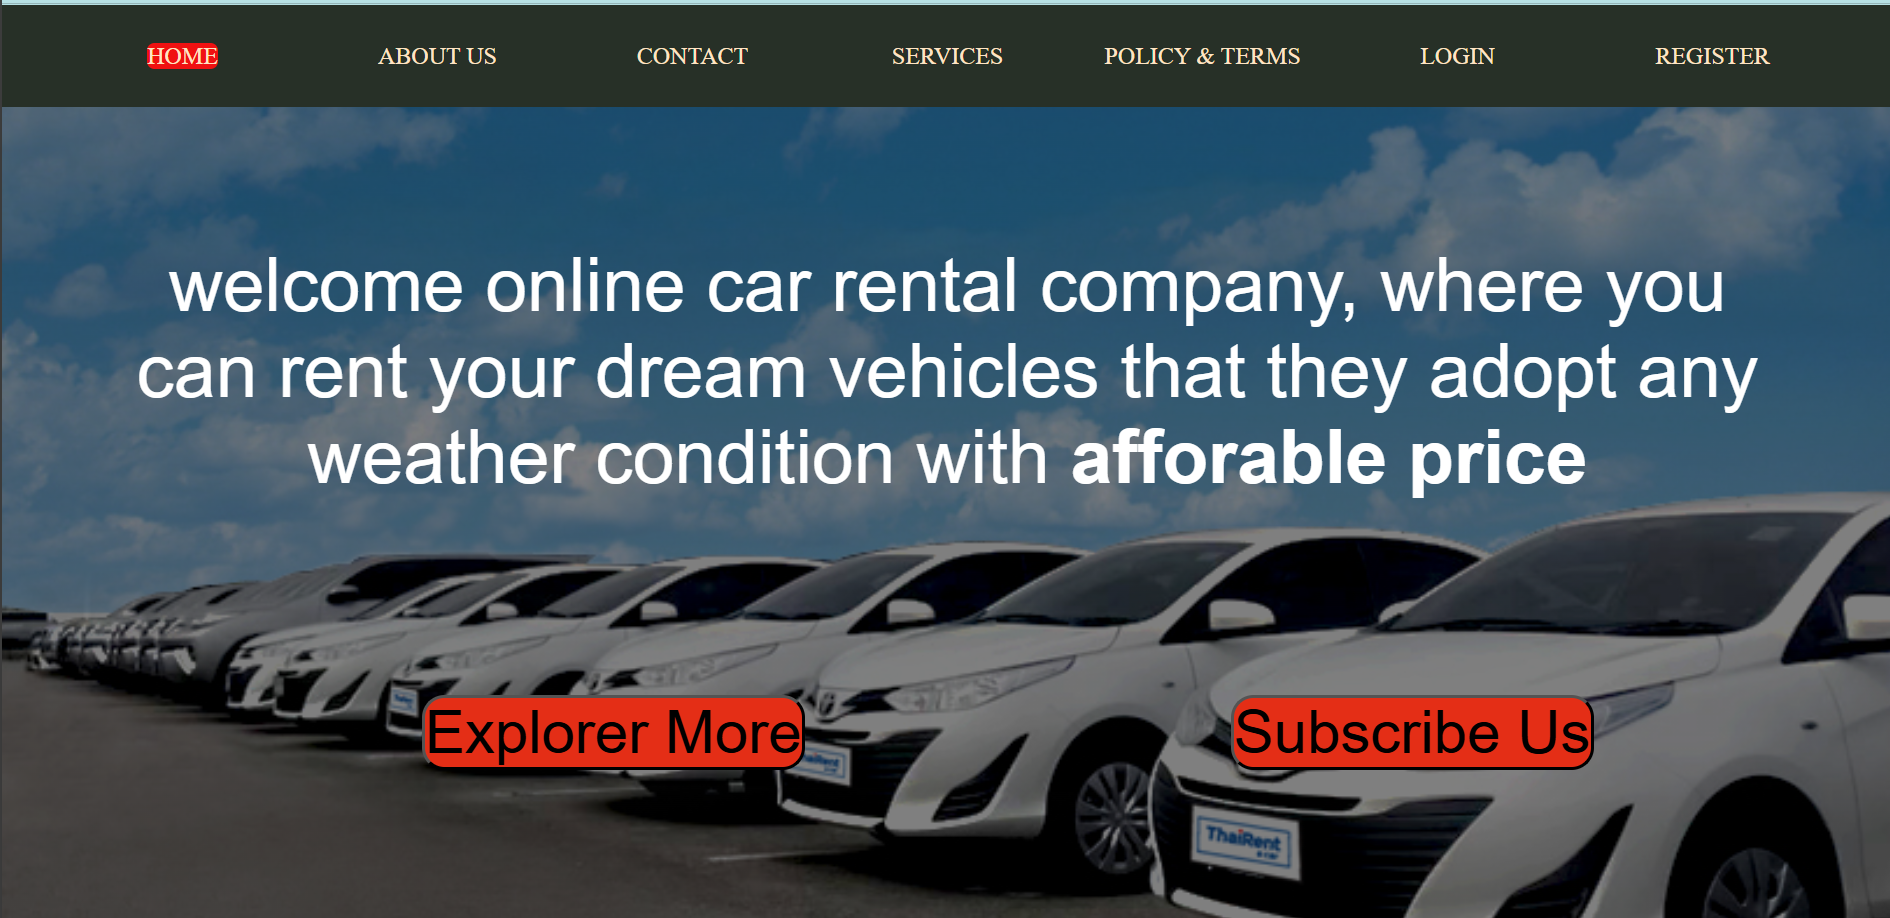 HOME ABOUT US CONTACT SERVICES POLICY & TERMS LOGIN REGISTER
welcome online car rental company, where you
can rent your dream vehicles that they adopt any
weather condition with afforable price
Explorer More Subscribe Us
ThaiRent